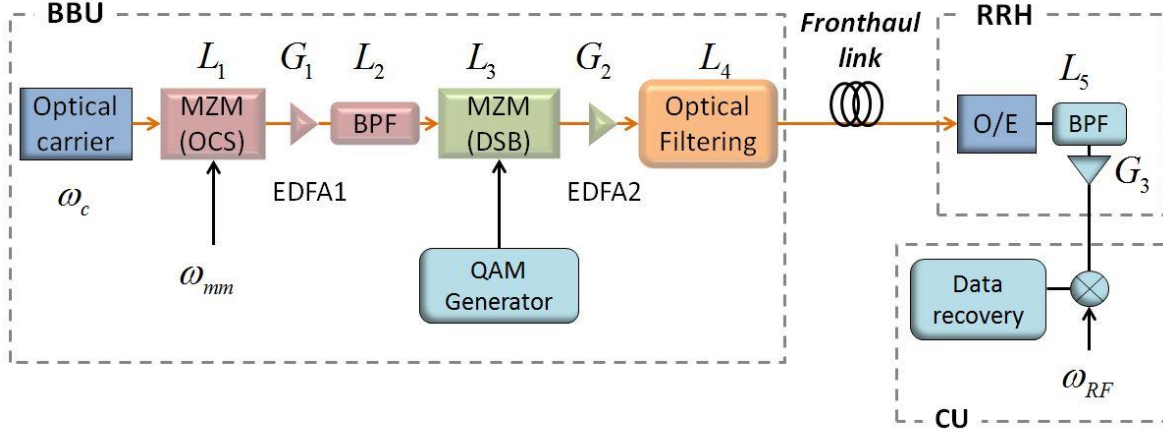 BBU
Fronthaul
link
RRH
L1
G1
L2
L3
G2
L4
L5
Optical
carrier
MZM
(OCS)
BPF
MZM
(DSB)
Optical
Filtering
O/E
BPF
G3
EDFA1
EDFA2
ωc
ωmm
QAM
Generator
Data
recovery
ωRF
CU